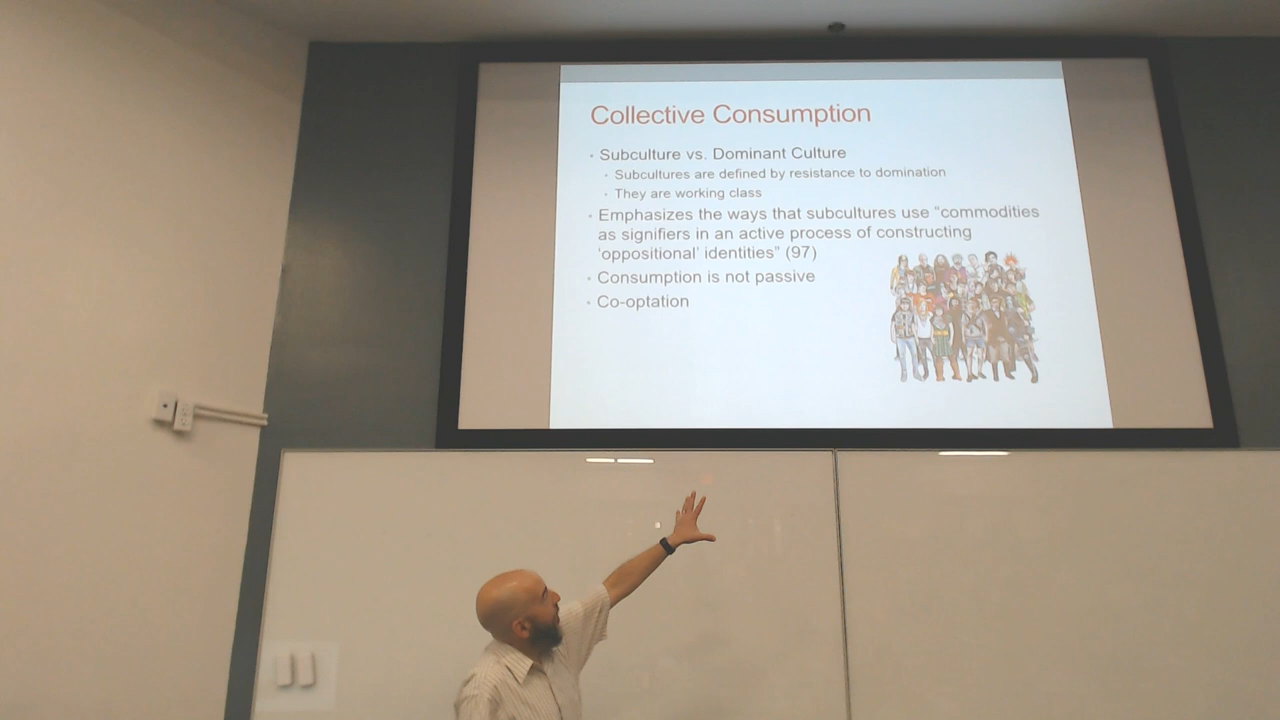 Collective Consumption
• Subculture vs. Dominant Culture
• Subcultures are defined by resistance to domination
• They are working class
• Emphasizes the ways that subcultures use “commodities
as signifiers in an active process of constructing
‘oppositional’ identities” (97)
• Consumption is not passive
• Co-optation